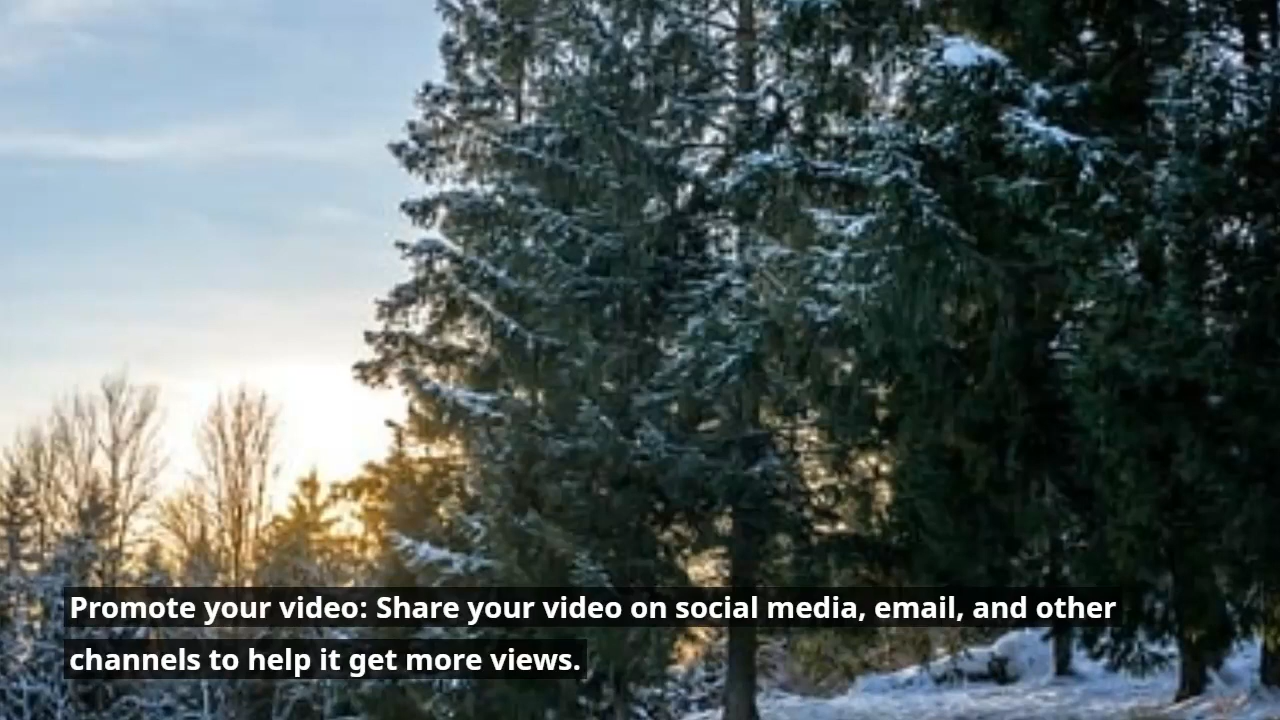 Promote your video: Share your video on social media, email, and other
channels to help it get more views.